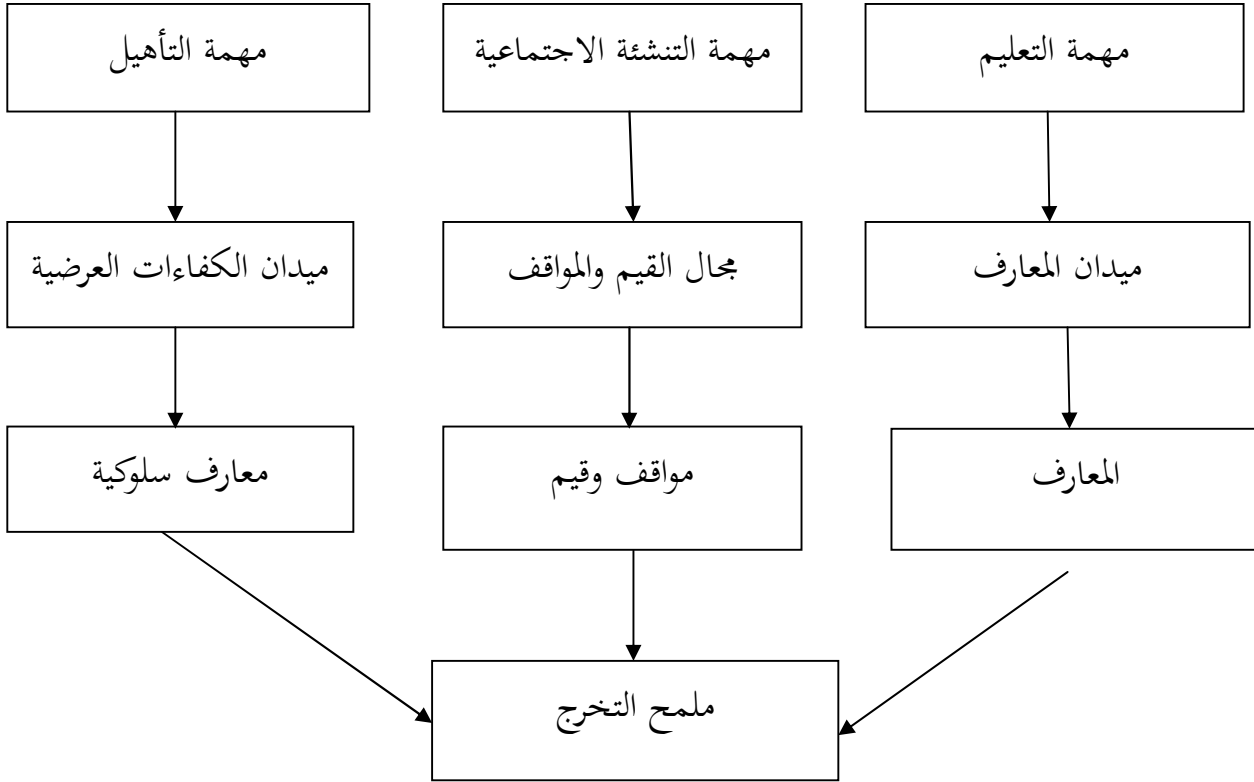 مهمة التعليم
مهمة التنشئة الاجتماعية
مهمة التأهيل
ميدان المعارف
مجال القيم والمواقف
ميدان الكفاءات العرضية
المعارف
مواقف وقيم
معارف سلوكية
ملمح التخرج